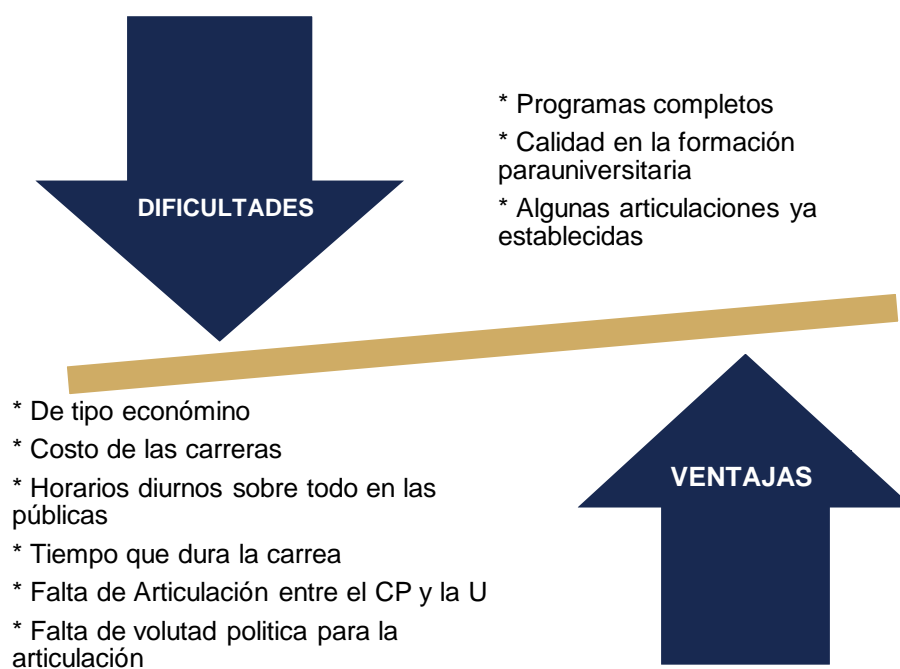 DIFICULTADES
* Programas completos
* Calidad en la formación
parauniversitaria
* Algunas articulaciones ya
establecidas
* De tipo económino
* Costo de las carreras
* Horarios diurnos sobre todo en las
públicas
* Tiempo que dura la carrea
* Falta de Articulación entre el CP y la U
* Falta de volutad politica para la
articulación
VENTAJAS